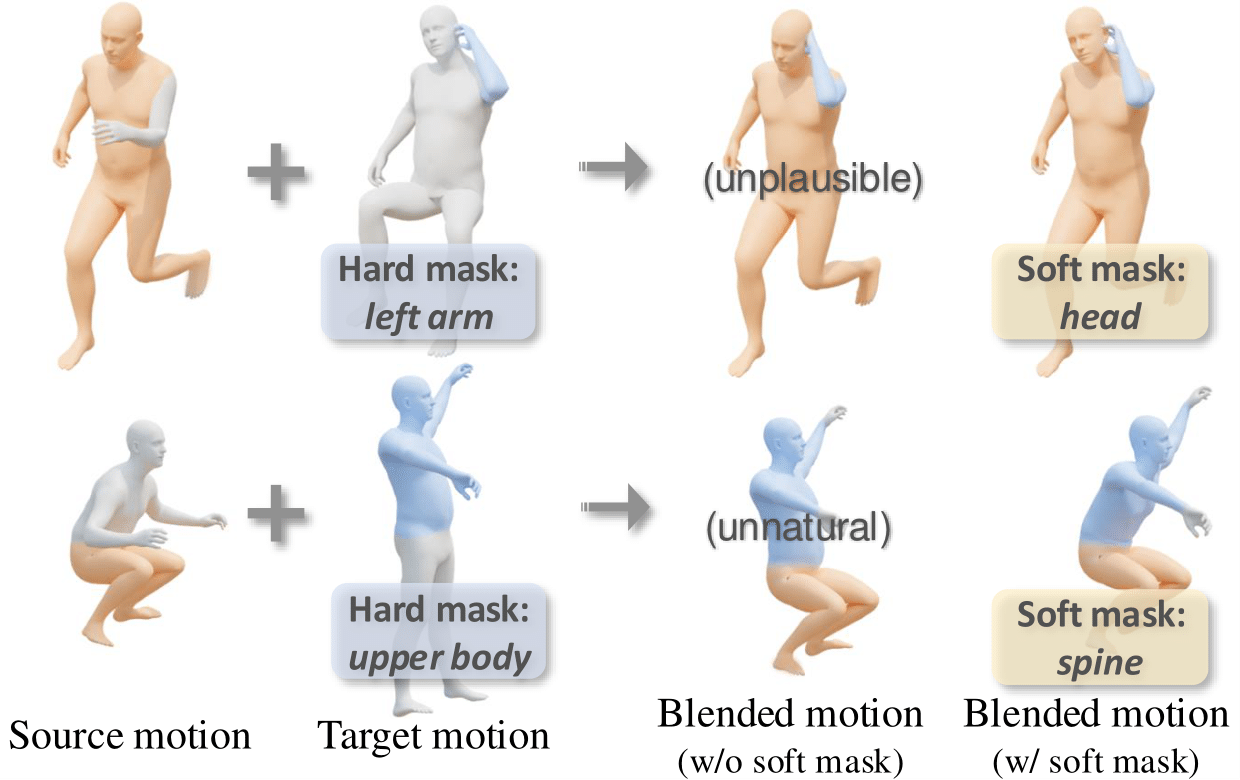 (unplausible)
Hard mask:
left arm
Soft mask:
head
(unnatural)
Hard mask:
upper body
Soft mask:
spine
Source motion
Target motion
Blended motion
(w/o soft mask)
Blended motion
(w/ soft mask)